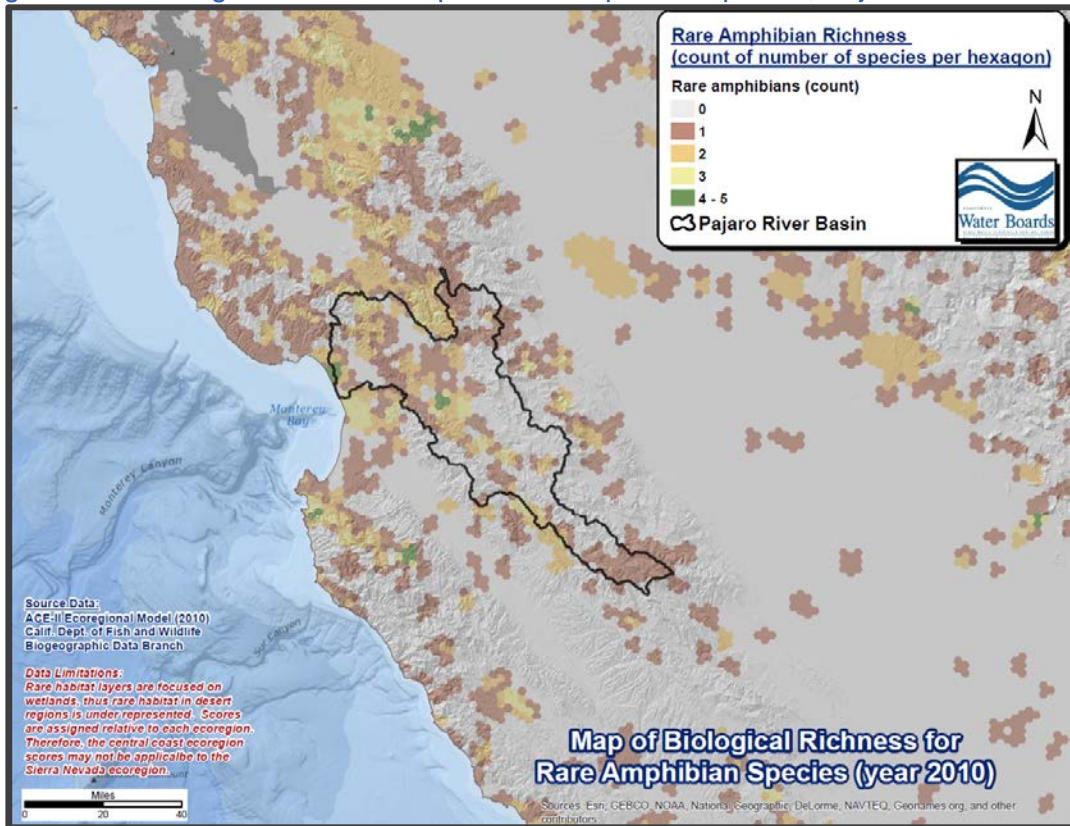 Rare Amphibian Richness
(count of number of species per hexagon)
Rare amphibians (count)
0
1
2
3
4 - 5
Pajaro River Basin
N
Water Boards
Monterey
Bay
Monterey Canyon
Sur Canyon
Source Data:
ACE-II Ecoregional Model (2010)
Calif. Dept. of Fish and Wildlife
Biogeographic Data Branch
Data Limitations:
Rare habitat layers are focused on
wetlands, thus rare habitat in desert
regions is under represented. Scores
are assigned relative to each ecoregion.
Therefore, the central coast ecoregion
scores may not be applicalbe to the
Sierra Nevada ecoregion.
Miles
0 20 40
Map of Biological Richness for
Rare Amphibian Species (year 2010)
Sources: Esri, GEBCO, NOAA, National Geographic, DeLorme, NAVTEQ, Geonames.org, and other
contributors